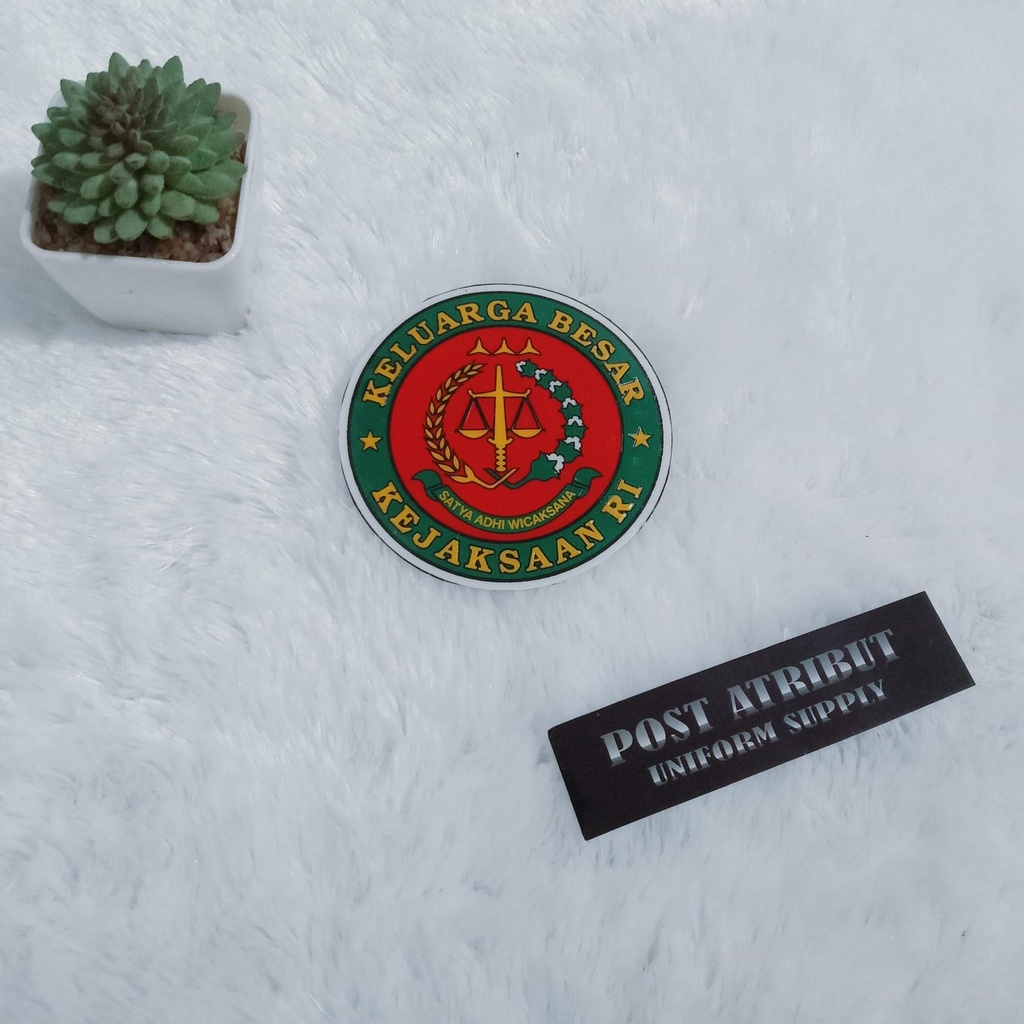 KELUARGA BESAR
SATYA ADHI WICAKSANA
KEJAKSAAN RI
POST ATRIBUT
UNIFORM SUPPLY